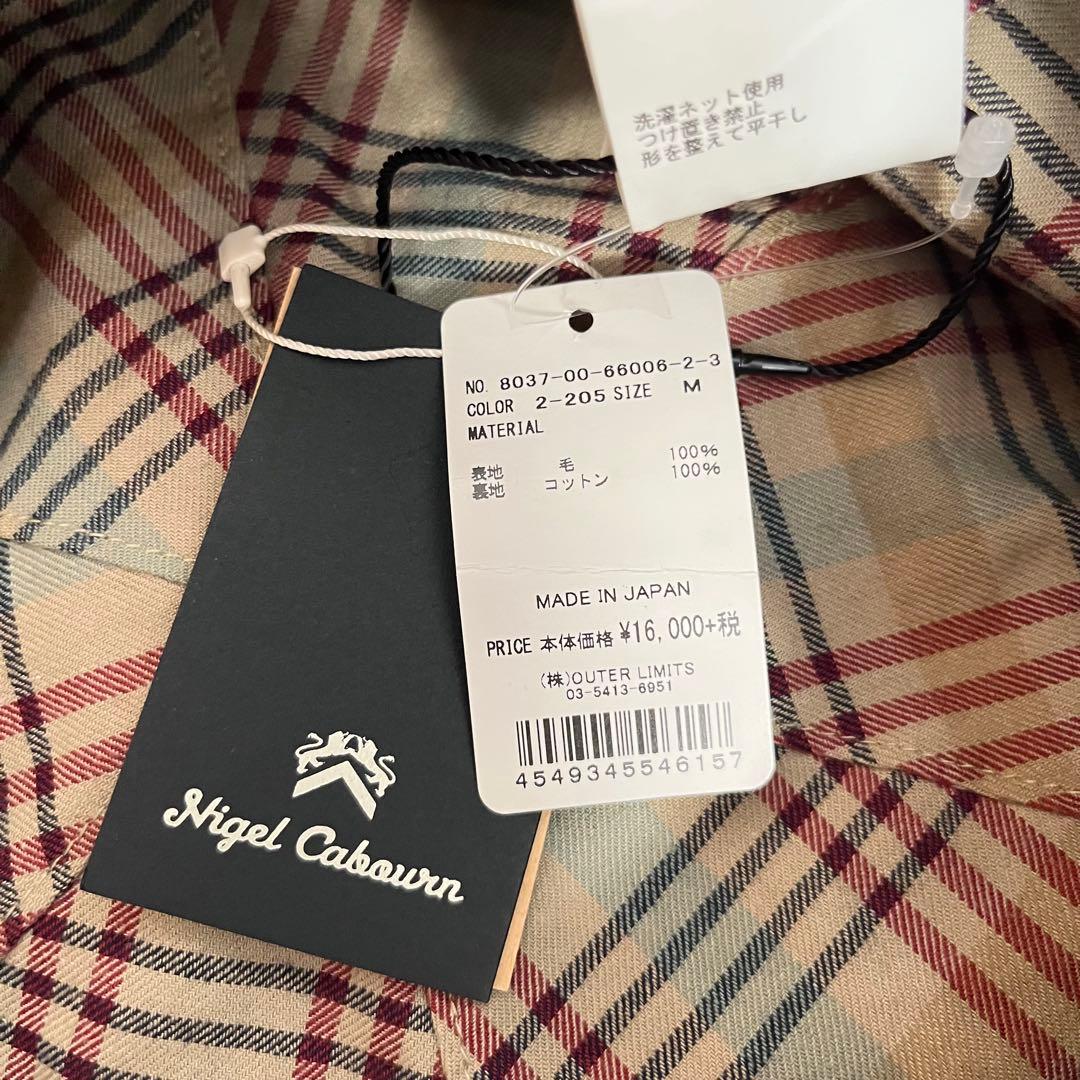 洗濯ネット使用
つけ置き禁止
形を整えて平干し
NO. 8037-00-66006-2-3
COLOR 2-205 SIZE M
MATERIAL
表地 毛 100%
裏地 コットン 100%
MADE IN JAPAN
PRICE 本体価格 ¥16,000+税
(株)OUTER LIMITS
03-5413-6951
4549345546157
Nigel Cabourn